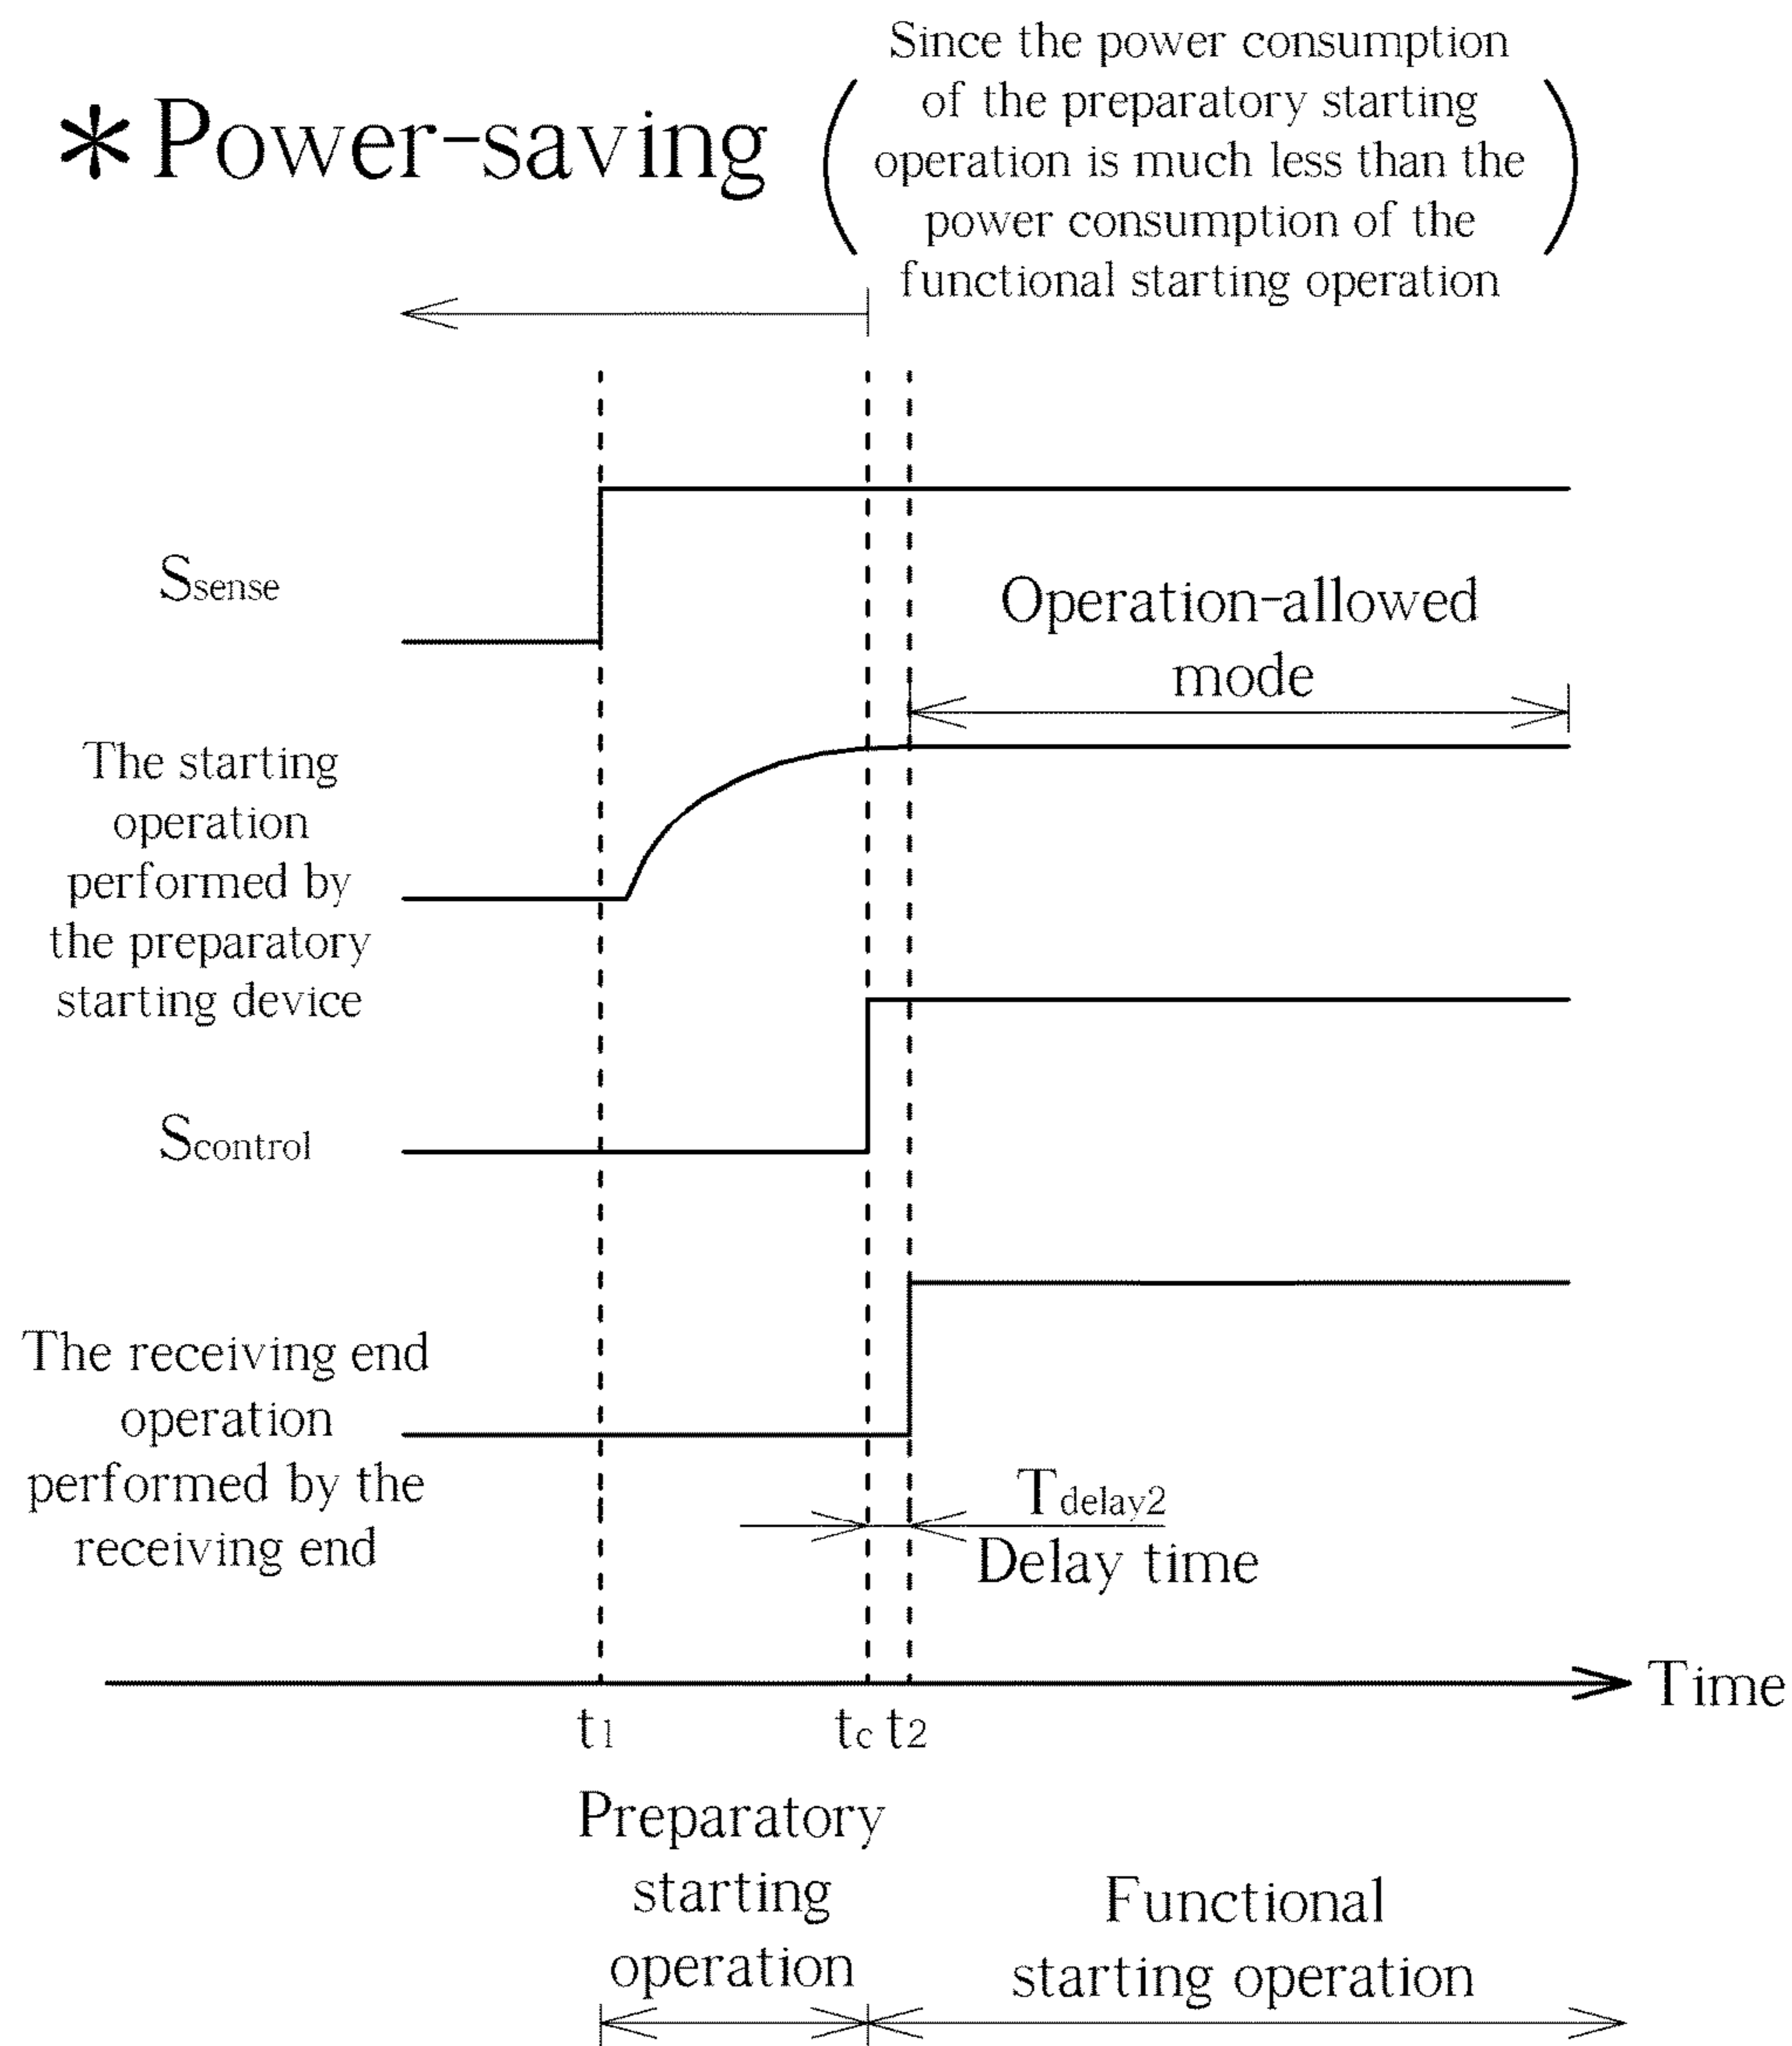 *Power-saving
Since the power consumption
of the preparatory starting
operation is much less than the
power consumption of the
functional starting operation
Ssense
Operation-allowed
mode
The starting
operation
performed by
the preparatory
starting device
Scontrol
The receiving end
operation
performed by the
receiving end
Tdelay2
Delay time
Time
t1 tc t2
Preparatory
starting
operation
Functional
starting operation